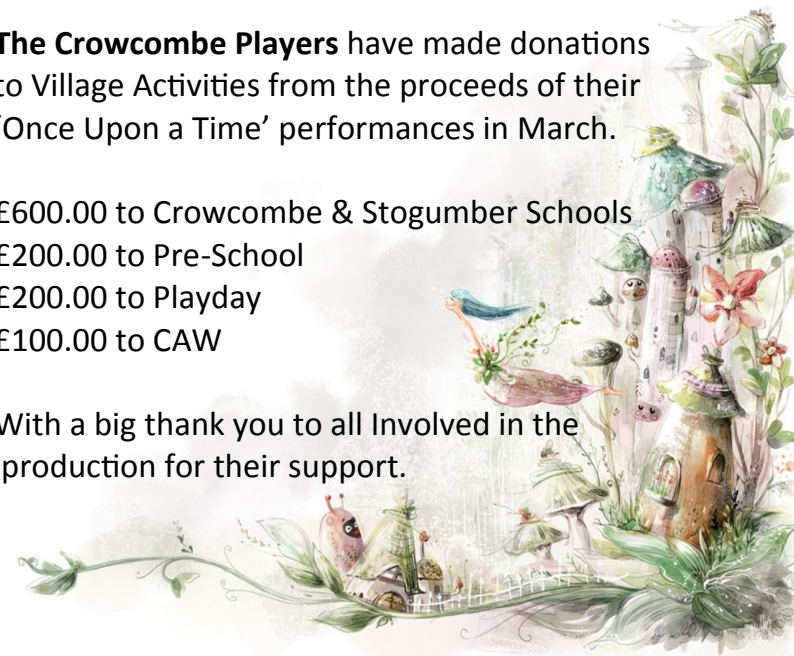 The Crowcombe Players have made donations
to Village Activities from the proceeds of their
‘Once Upon a Time’ performances in March.
£600.00 to Crowcombe & Stogumber Schools
£200.00 to Pre-School
£200.00 to Playday
£100.00 to CAW
With a big thank you to all Involved in the
production for their support.